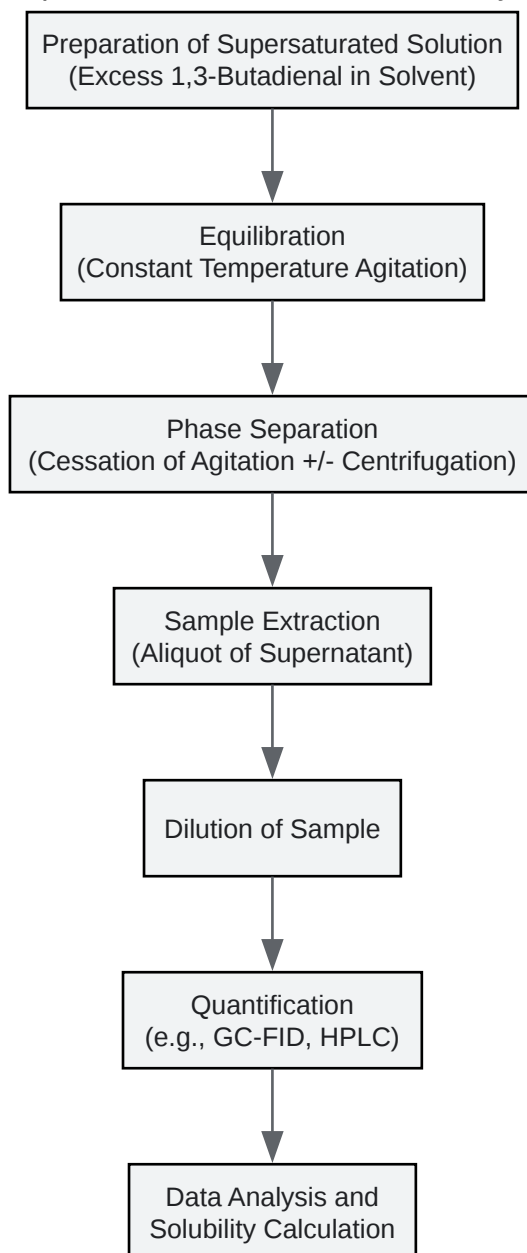 Preparation of Supersaturated Solution
(Excess 1,3-Butadienal in Solvent)
Equilibration
(Constant Temperature Agitation)
Phase Separation
(Cessation of Agitation +/- Centrifugation)
Sample Extraction
(Aliquot of Supernatant)
Dilution of Sample
Quantification
(e.g., GC-FID, HPLC)
Data Analysis and
Solubility Calculation